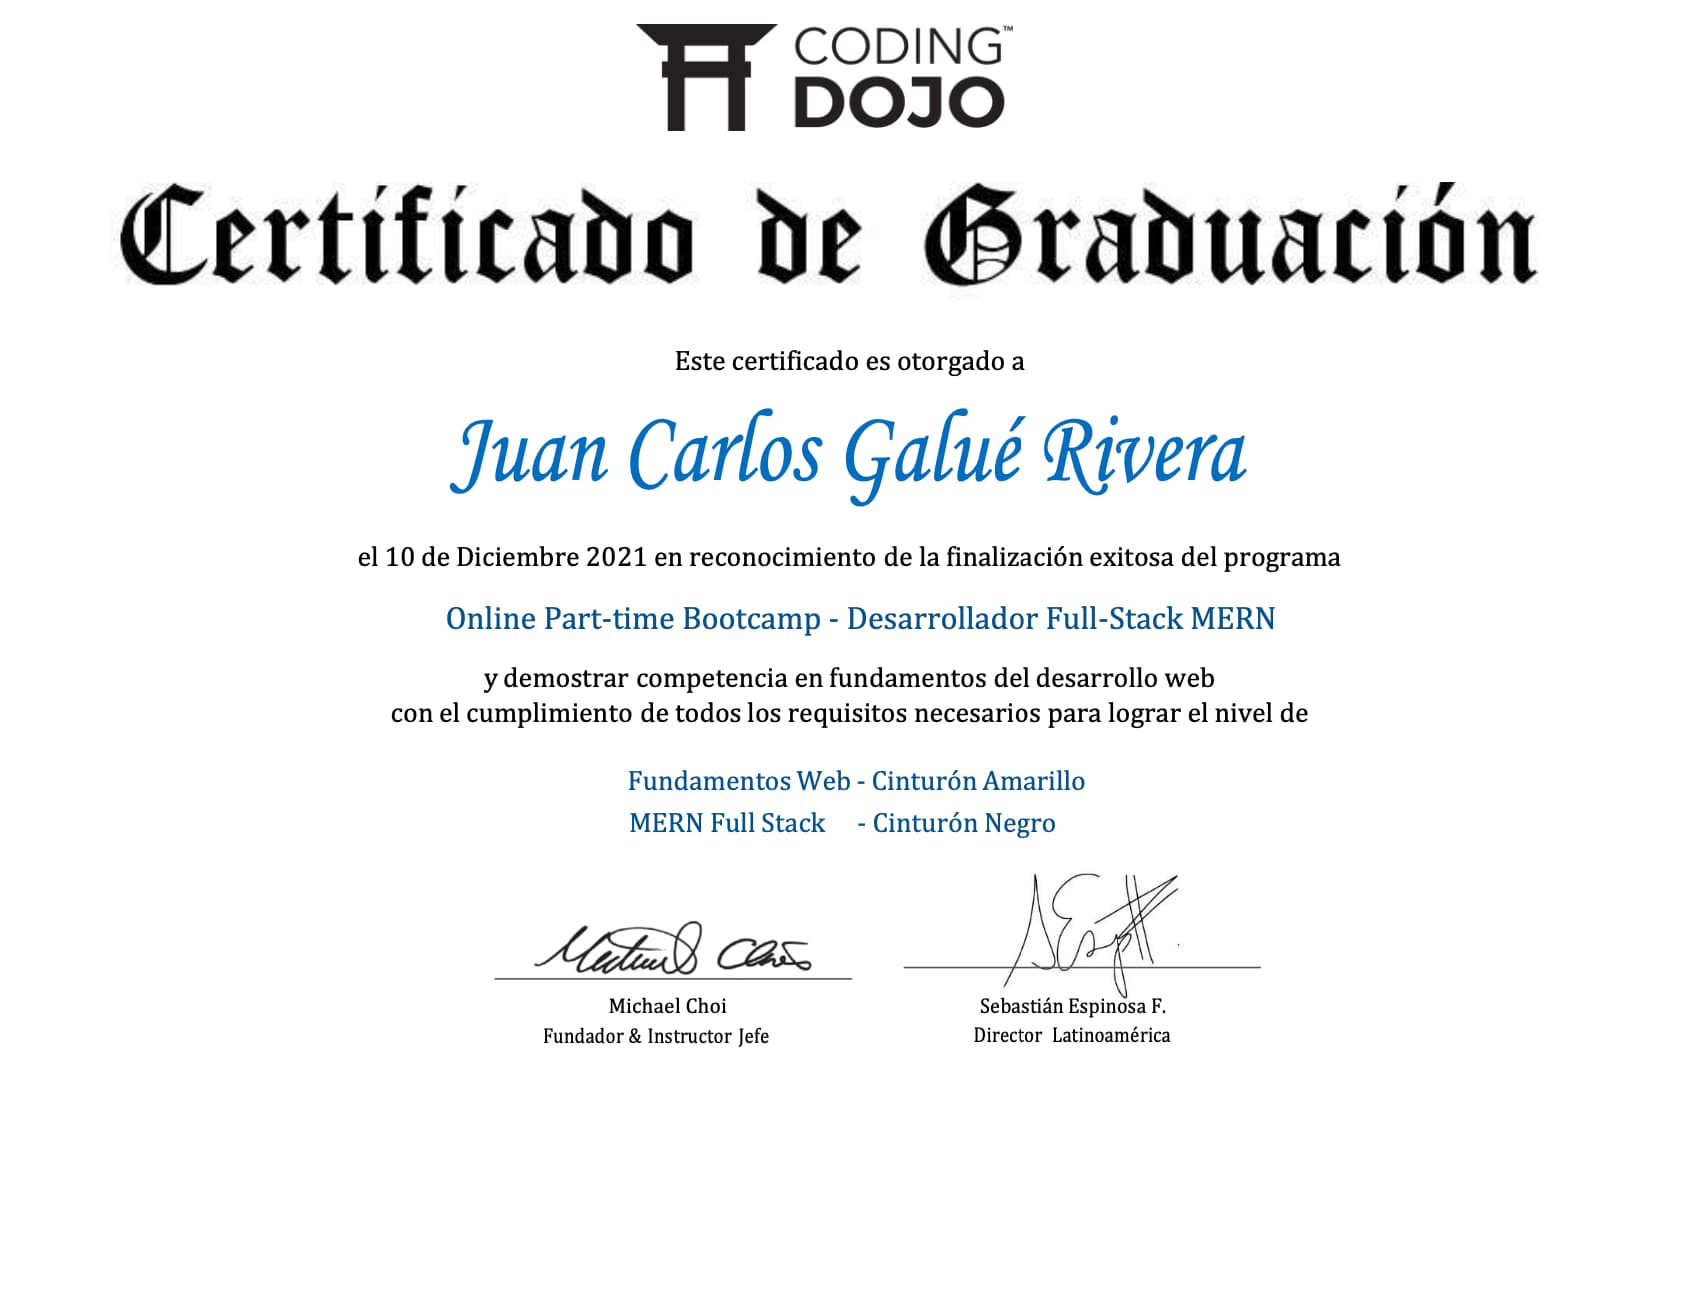 CODING™
DOJO
Certificado de Graduación
Este certificado es otorgado a
Juan Carlos Galué Rivera
el 10 de Diciembre 2021 en reconocimiento de la finalización exitosa del programa
Online Part-time Bootcamp - Desarrollador Full-Stack MERN
y demostrar competencia en fundamentos del desarrollo web
con el cumplimiento de todos los requisitos necesarios para lograr el nivel de
Fundamentos Web - Cinturón Amarillo
MERN Full Stack - Cinturón Negro
Michael Choi
Fundador & Instructor Jefe
Sebastián Espinosa F.
Director Latinoamérica